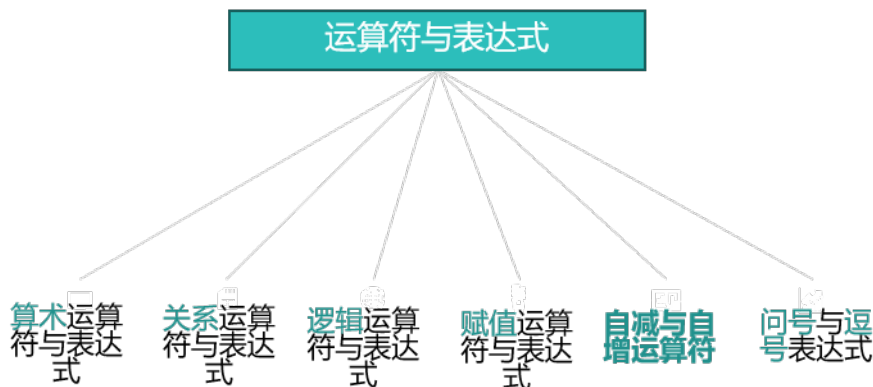 运算符与表达式
算术运算
符与表达
式
关系运算
符与表达
式
逻辑运算
符与表达
式
赋值运算
符与表达
式
自减与自
增运算符
问号与逗
号表达式